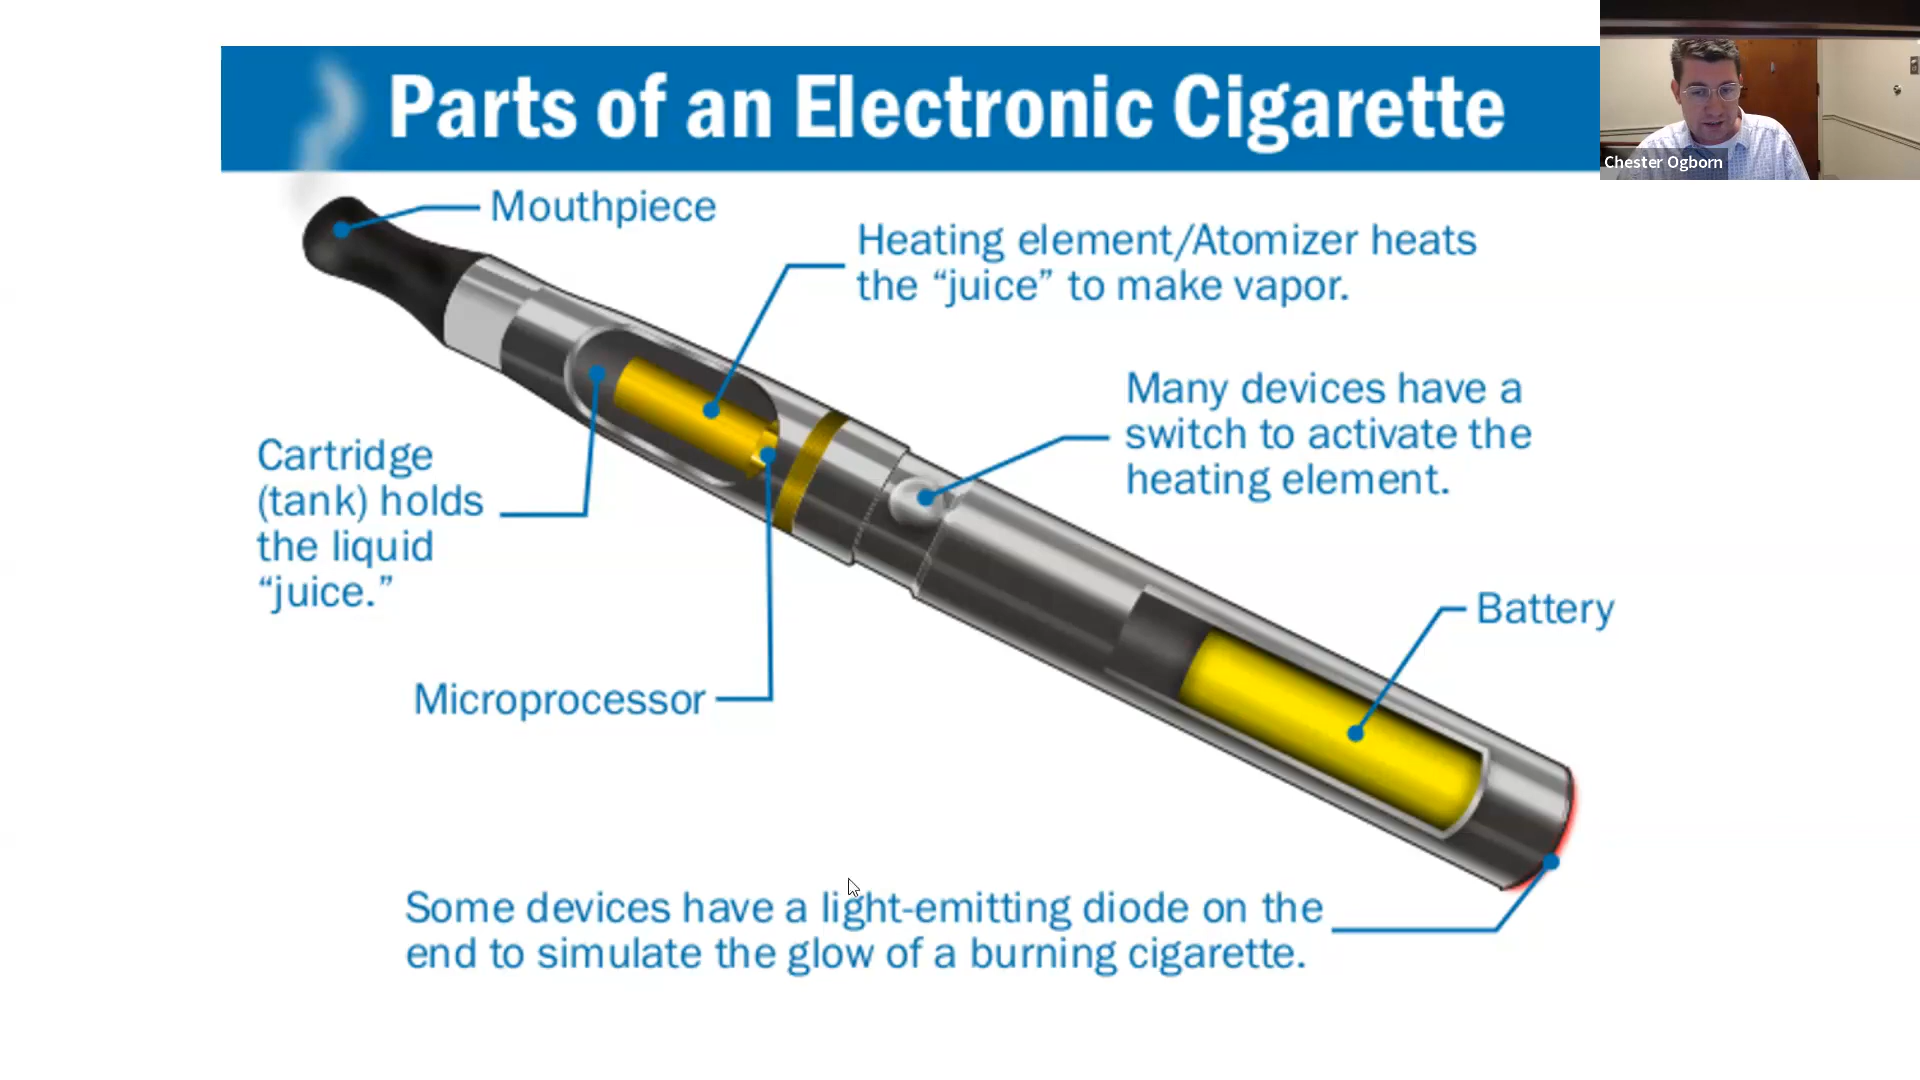 Parts of an Electronic Cigarette
Chester Ogborn
Mouthpiece
Heating element/Atomizer heats
the “juice” to make vapor.
Many devices have a
switch to activate the
heating element.
Cartridge
(tank) holds
the liquid
“juice.”
Battery
Microprocessor
Some devices have a light-emitting diode on the
end to simulate the glow of a burning cigarette.